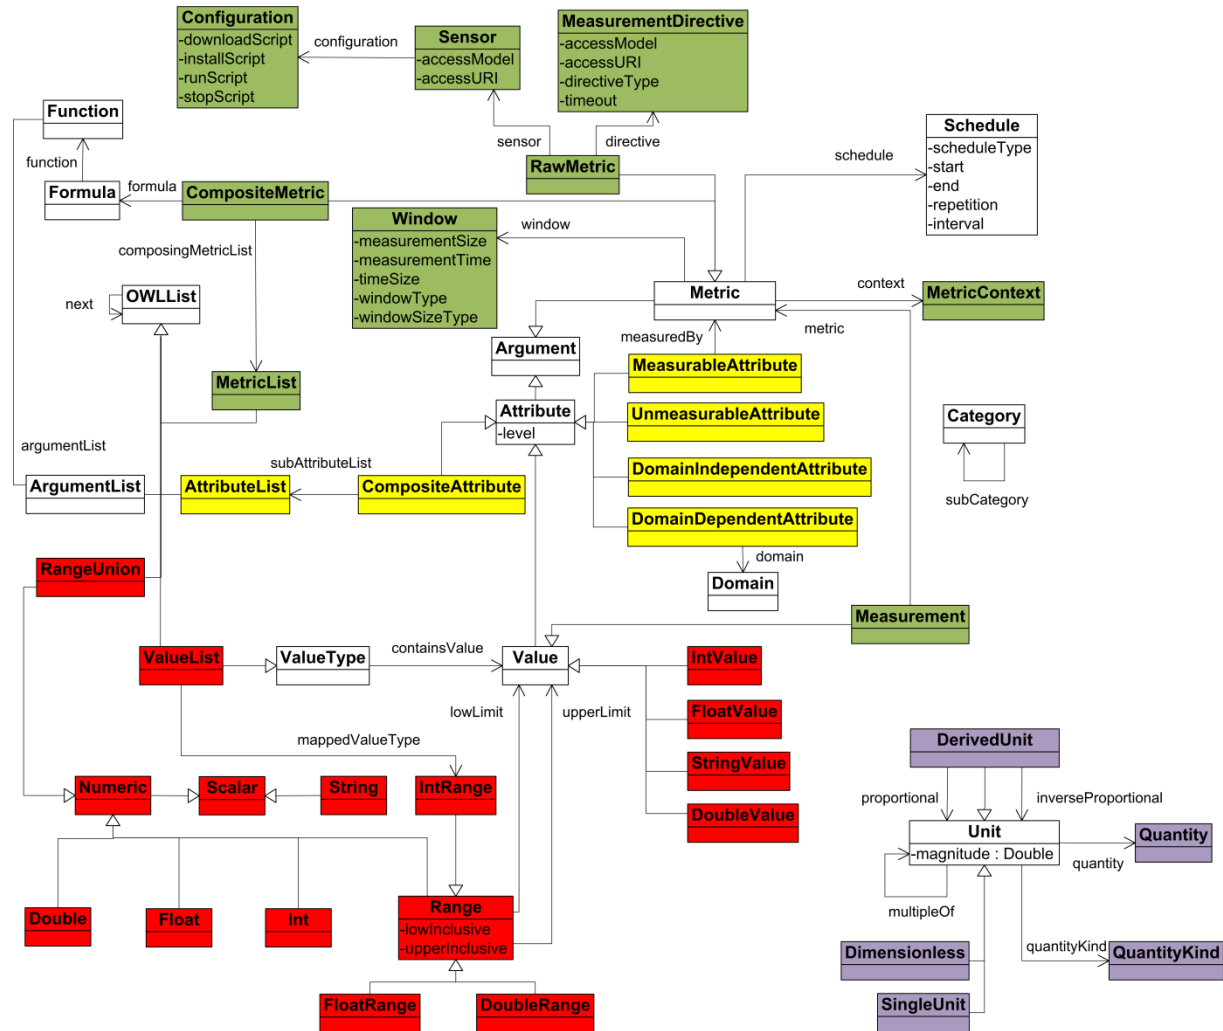 Configuration
-downloadScript
-installScript
-runScript
-stopScript
configuration
Sensor
-accessModel
-accessURI
MeasurementDirective
-accessModel
-accessURI
-directiveType
-timeout
Function
function
sensor
directive
RawMetric
schedule
Schedule
-scheduleType
-start
-end
-repetition
-interval
Formula
formula
CompositeMetric
composingMetricList
Window
-measurementSize
-measurementTime
-timeSize
-windowType
-windowSizeType
window
OWLList
next
Metric
context
MetricContext
metric
measuredBy
Argument
MetricList
MeasurableAttribute
Attribute
-level
UnmeasurableAttribute
Category
subCategory
argumentList
ArgumentList
AttributeList
subAttributeList
CompositeAttribute
DomainIndependentAttribute
DomainDependentAttribute
domain
Domain
RangeUnion
Measurement
ValueList
ValueType
containsValue
Value
IntValue
lowLimit
upperLimit
FloatValue
mappedValueType
StringValue
DoubleValue
Numeric
Scalar
String
IntRange
DerivedUnit
proportional
inverseProportional
Unit
-magnitude : Double
Quantity
quantity
multipleOf
Double
Float
Int
Range
-lowInclusive
-upperInclusive
Dimensionless
quantityKind
QuantityKind
SingleUnit
FloatRange
DoubleRange